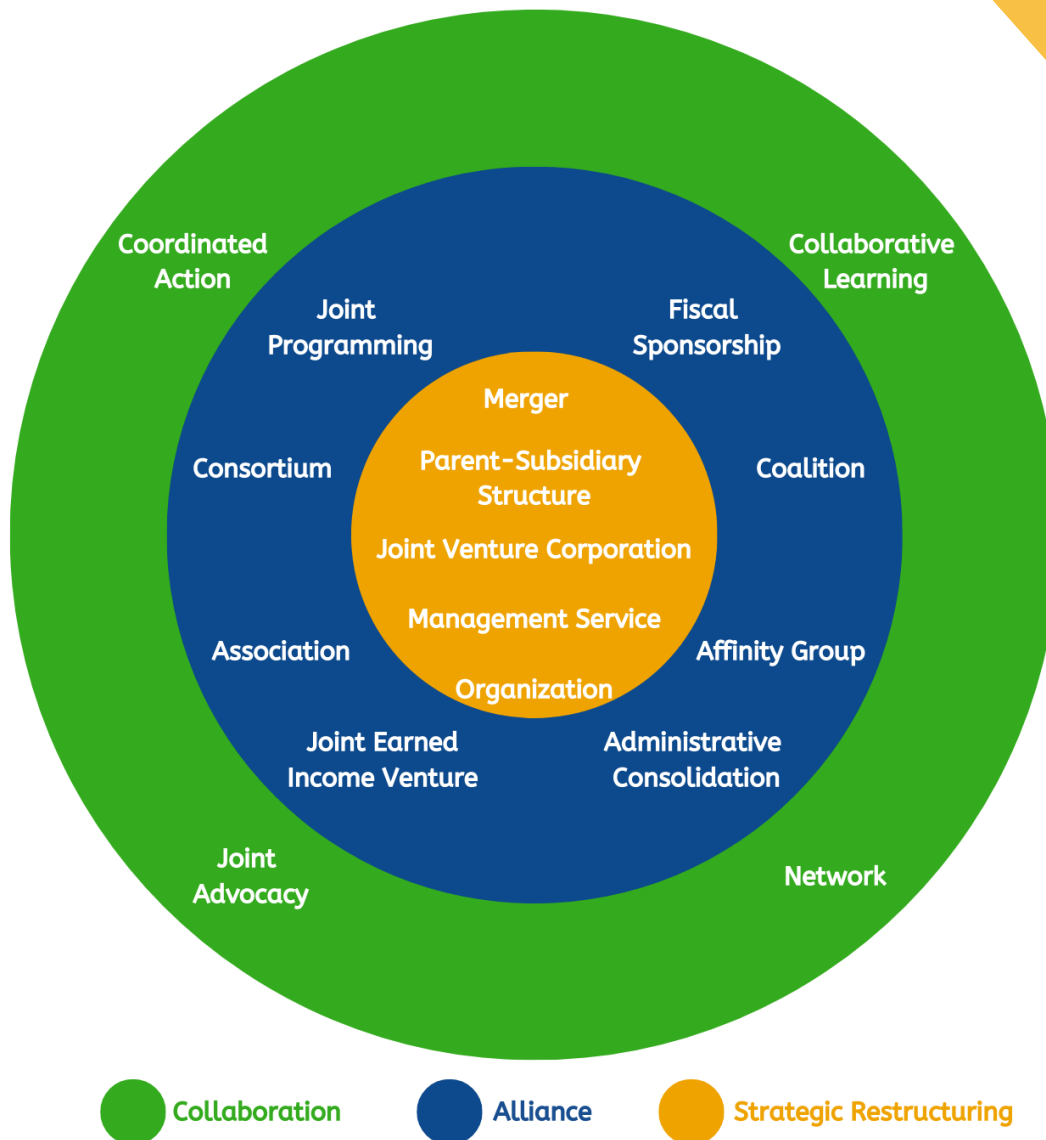 Coordinated
Action
Collaborative
Learning
Joint
Programming
Fiscal
Sponsorship
Merger
Parent-Subsidiary
Structure
Consortium
Coalition
Joint Venture Corporation
Management Service
Organization
Association
Affinity Group
Joint Earned
Income Venture
Administrative
Consolidation
Joint
Advocacy
Network
Collaboration
Alliance
Strategic Restructuring